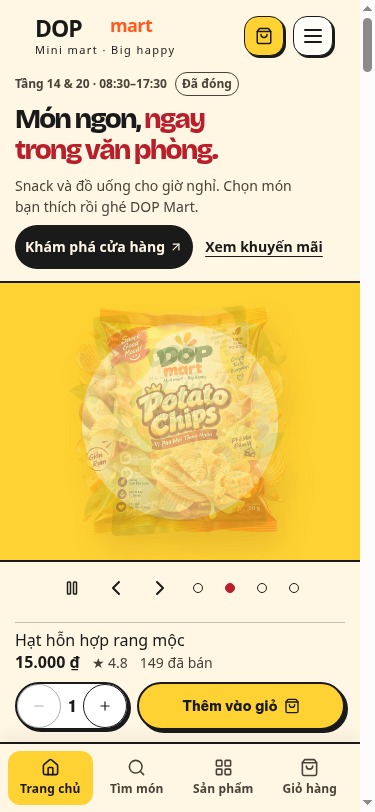 DOP mart
Mini mart · Big happy
Tầng 14 & 20 · 08:30–17:30 Đã đóng
Món ngon, ngay
trong văn phòng.
Snack và đồ uống cho giờ nghỉ. Chọn món
bạn thích rồi ghé DOP Mart.
Khám phá cửa hàng
Xem khuyến mãi
DOP
mart
Potato
Chips
Hạt hỗn hợp rang mộc
15.000 ₫ ★ 4.8 149 đã bán
− 1 + Thêm vào giỏ
Trang chủ Tìm món Sản phẩm Giỏ hàng